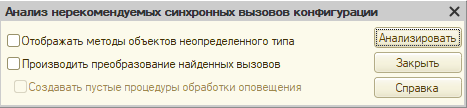 Анализ нерекомендуемых синхронных вызовов конфигурации
Отображать методы объектов неопределенного типа
Анализировать
Производить преобразование найденных вызовов
Закрыть
Создавать пустые процедуры обработки оповещения
Справка